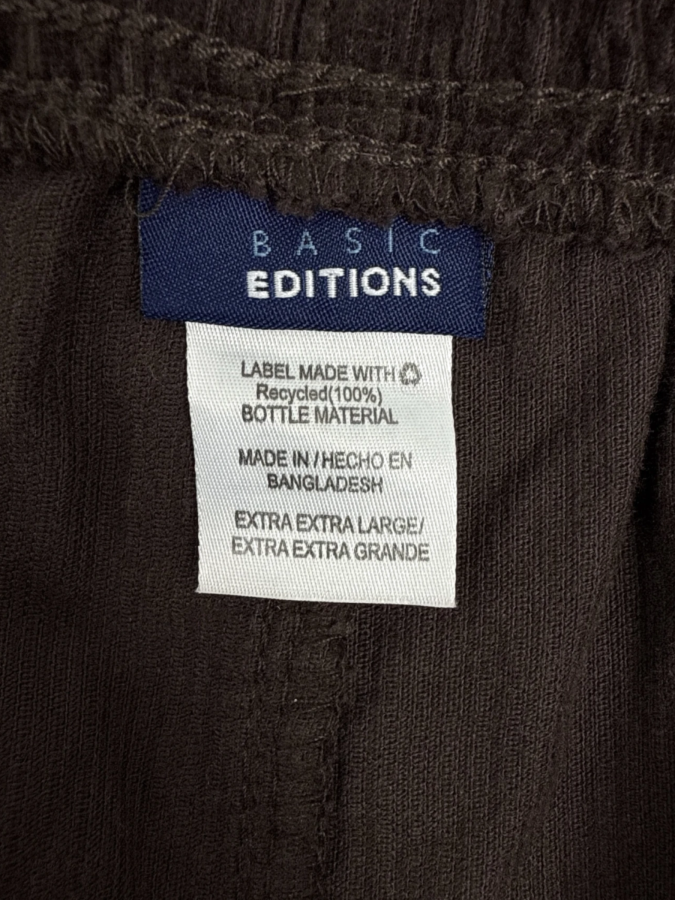 BASIC
EDITIONS
LABEL MADE WITH ♲
Recycled(100%)
BOTTLE MATERIAL
MADE IN/HECHO EN
BANGLADESH
EXTRA EXTRA LARGE/
EXTRA EXTRA GRANDE